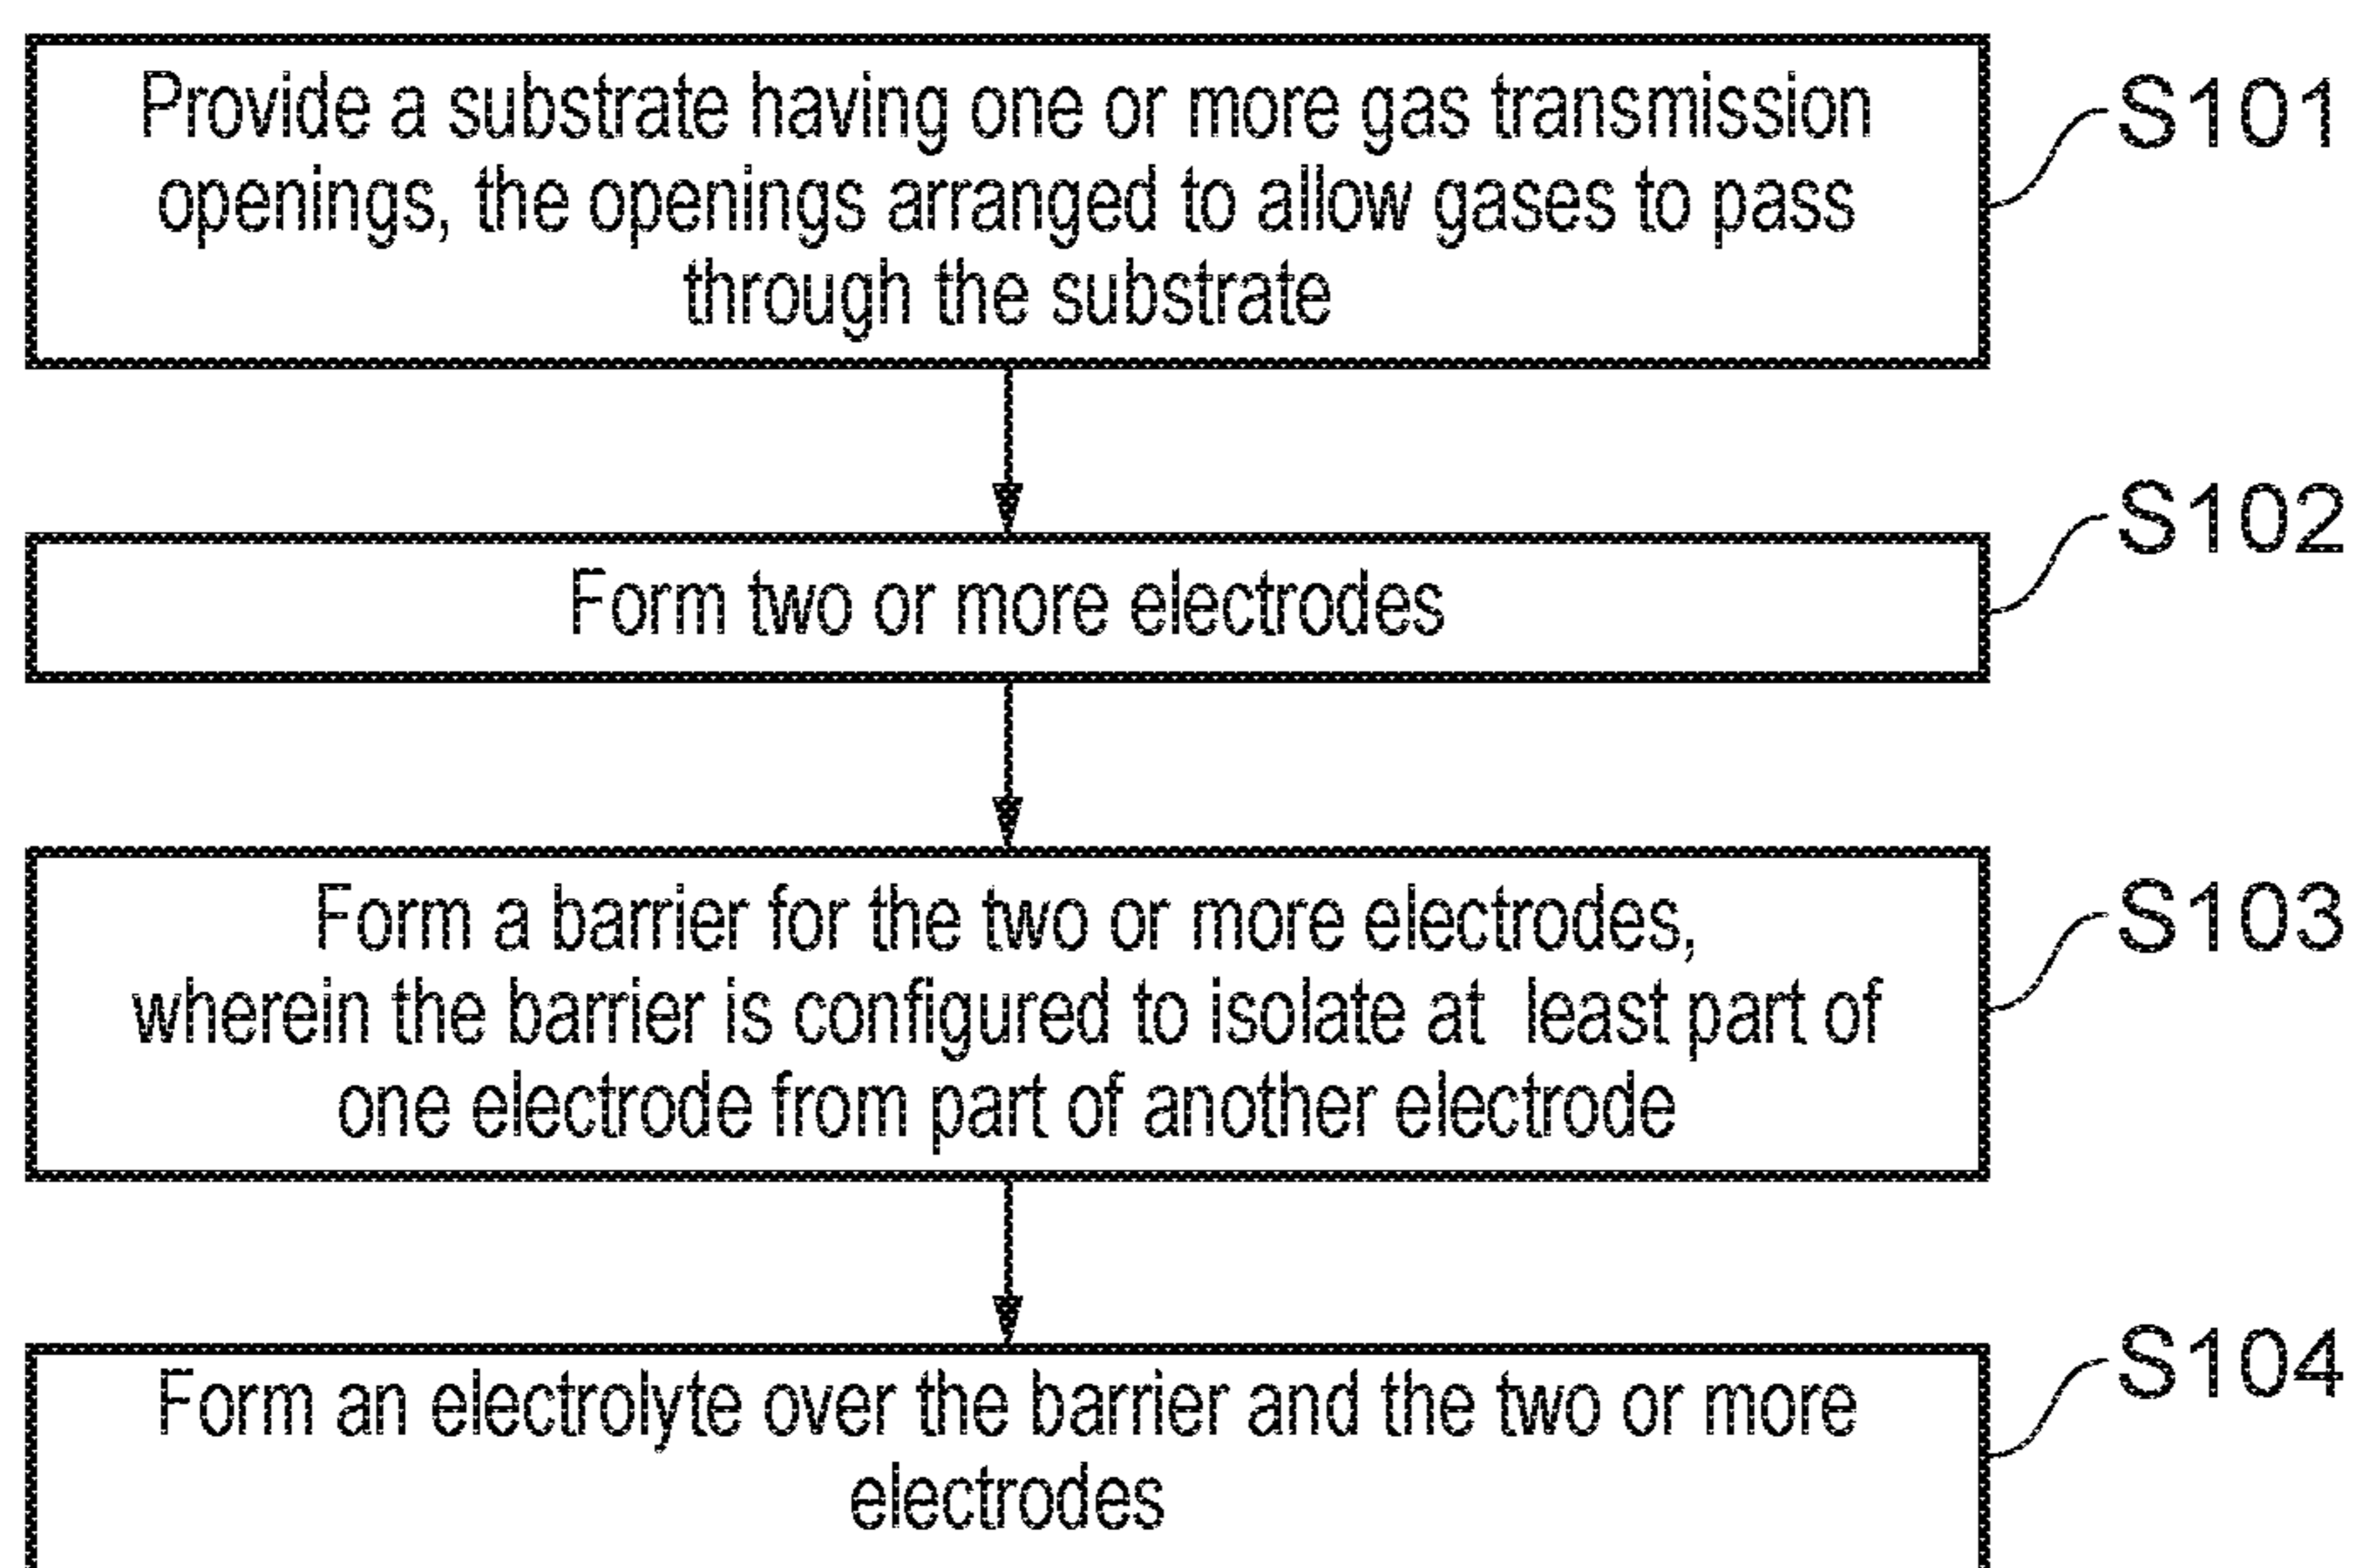 Provide a substrate having one or more gas transmission
openings, the openings arranged to allow gases to pass
through the substrate
S101
Form two or more electrodes
S102
Form a barrier for the two or more electrodes,
wherein the barrier is configured to isolate at least part of
one electrode from part of another electrode
S103
Form an electrolyte over the barrier and the two or more
electrodes
S104